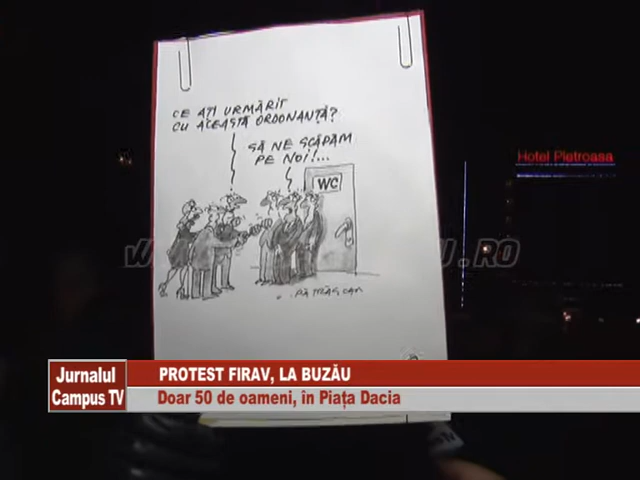 CE AȚI URMĂRIT
CU ACEASTĂ ORDONANȚĂ?
SĂ NE SCĂPĂM
PE NOI!...
WC
Hotel Pietroasa
.RO
PROTEST FIRAV, LA BUZĂU
Jurnalul
Campus TV
Doar 50 de oameni, în Piața Dacia